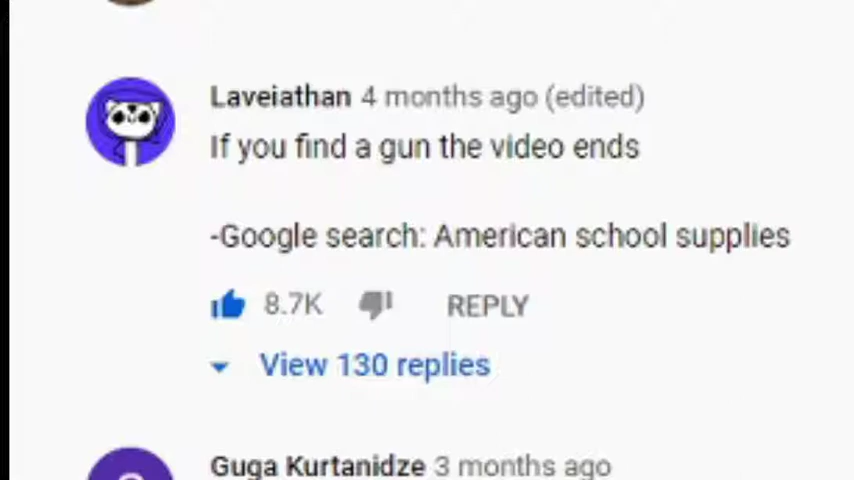 Laveiathan 4 months ago (edited)
If you find a gun the video ends
-Google search: American school supplies
8.7K REPLY
View 130 replies
Guga Kurtanidze 3 months ago